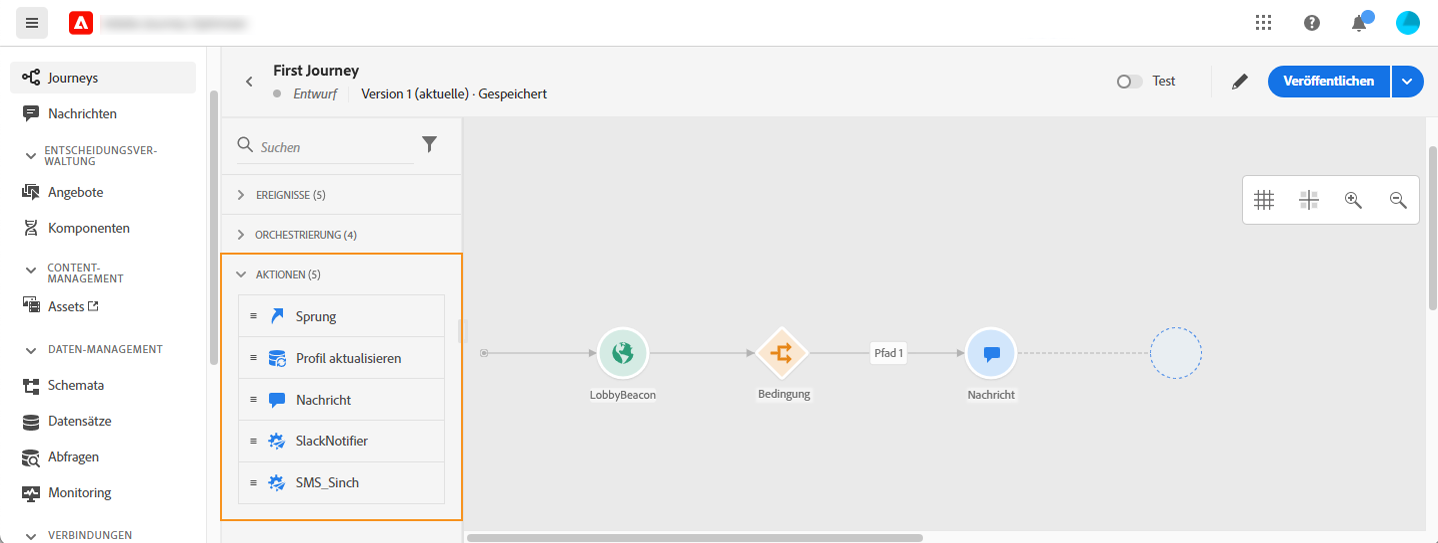 Journeys
Nachrichten
ENTSCHEIDUNGSVER-
WALTUNG
Angebote
Komponenten
CONTENT-
MANAGEMENT
Assets
DATEN-MANAGEMENT
Schemata
Datensätze
Abfragen
Monitoring
VERBINDUNGEN
First Journey
Entwurf
Version 1 (aktuelle) · Gespeichert
Test
Veröffentlichen
Suchen
EREIGNISSE (5)
ORCHESTRIERUNG (4)
AKTIONEN (5)
Sprung
Profil aktualisieren
Nachricht
SlackNotifier
SMS_Sinch
LobbyBeacon
Bedingung
Pfad 1
Nachricht